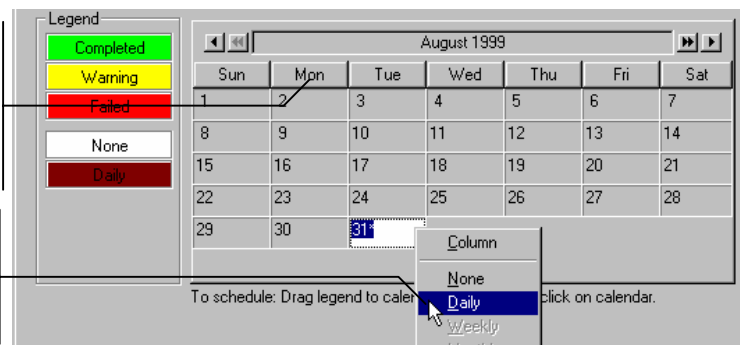 Legend
Completed
Warning
Failed
None
Daily
August 1999
Sun Mon Tue Wed Thu Fri Sat
1 2 3 4 5 6 7
8 9 10 11 12 13 14
15 16 17 18 19 20 21
22 23 24 25 26 27 28
29 30 31*
Column
None
Daily
Weekly
To schedule: Drag legend to click on calendar.